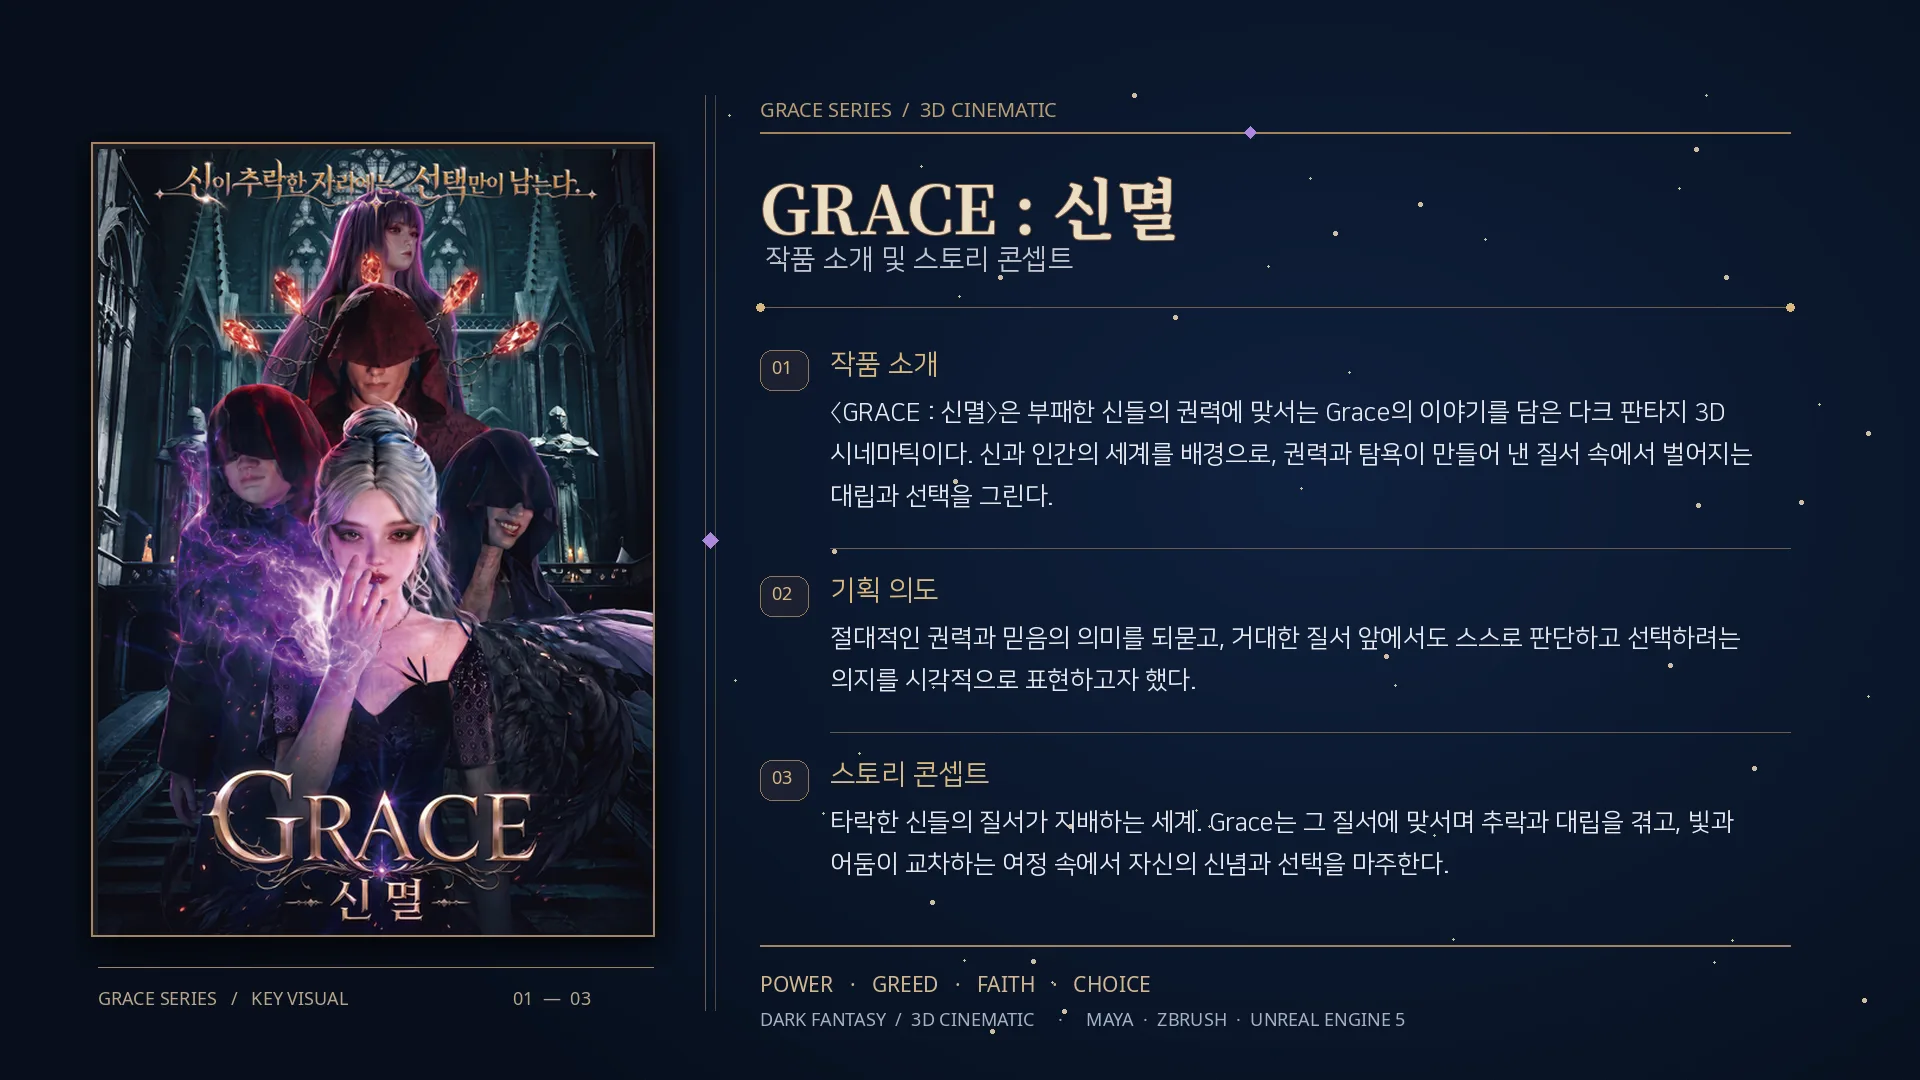 신이 추락한 자리에는 선택만이 남는다.
GRACE
신멸
GRACE SERIES / KEY VISUAL 01 — 03
GRACE SERIES / 3D CINEMATIC
GRACE : 신멸
작품 소개 및 스토리 콘셉트
01 작품 소개
〈GRACE : 신멸〉은 부패한 신들의 권력에 맞서는 Grace의 이야기를 담은 다크 판타지 3D
시네마틱이다. 신과 인간의 세계를 배경으로, 권력과 탐욕이 만들어 낸 질서 속에서 벌어지는
대립과 선택을 그린다.
02 기획 의도
절대적인 권력과 믿음의 의미를 되묻고, 거대한 질서 앞에서도 스스로 판단하고 선택하려는
의지를 시각적으로 표현하고자 했다.
03 스토리 콘셉트
타락한 신들의 질서가 지배하는 세계. Grace는 그 질서에 맞서며 추락과 대립을 겪고, 빛과
어둠이 교차하는 여정 속에서 자신의 신념과 선택을 마주한다.
POWER · GREED · FAITH · CHOICE
DARK FANTASY / 3D CINEMATIC · MAYA · ZBRUSH · UNREAL ENGINE 5